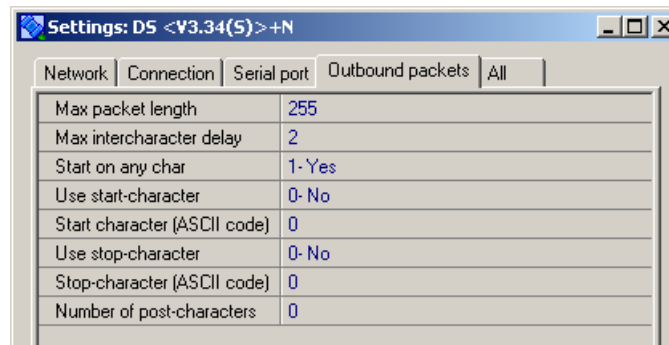 Settings: DS <V3.34(S)>+N
Network Connection Serial port Outbound packets All
Max packet length 255
Max intercharacter delay 2
Start on any char 1- Yes
Use start-character 0- No
Start character (ASCII code) 0
Use stop-character 0- No
Stop-character (ASCII code) 0
Number of post-characters 0